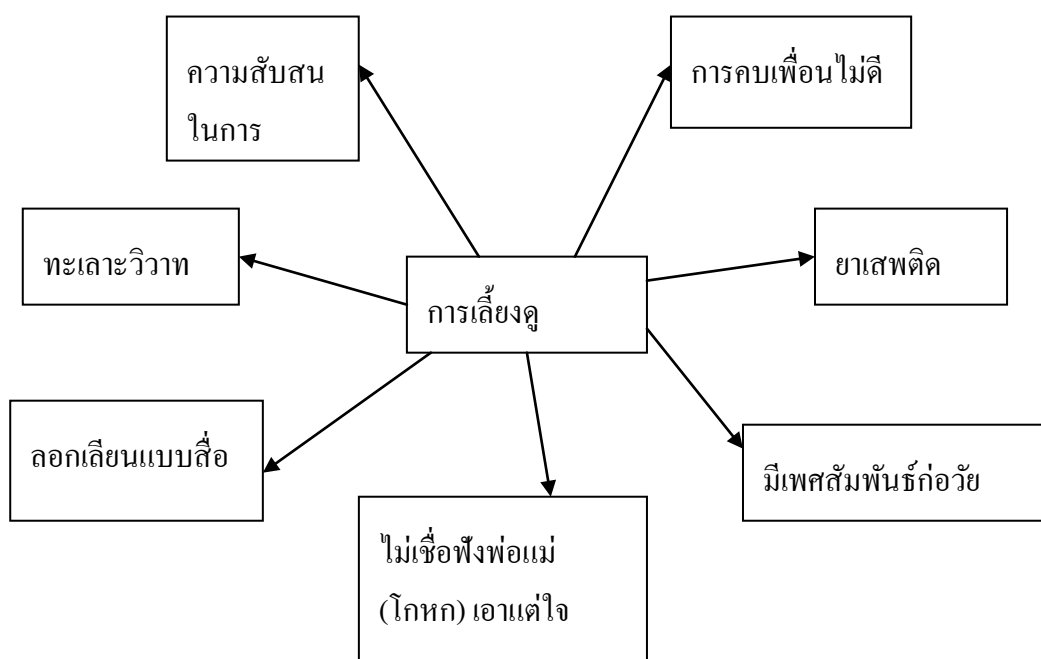 ความสับสน
ในการ
การคบเพื่อนไม่ดี
ทะเลาะวิวาท
ยาเสพติด
การเลี้ยงดู
ลอกเลียนแบบสื่อ
มีเพศสัมพันธ์ก่อวัย
ไม่เชื่อฟังพ่อแม่
(โกหก) เอาแต่ใจ